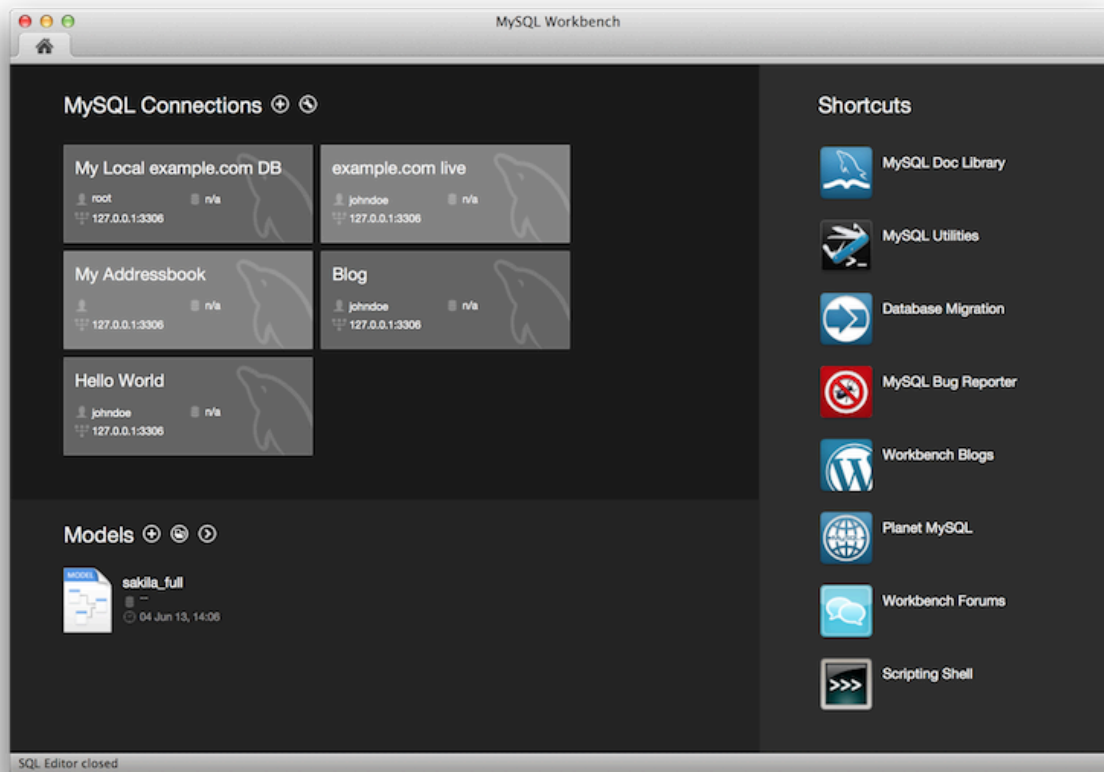 MySQL Workbench
MySQL Connections
My Local example.com DB
root n/a
127.0.0.1:3306
example.com live
johndoe n/a
127.0.0.1:3306
My Addressbook
n/a
127.0.0.1:3306
Blog
johndoe n/a
127.0.0.1:3306
Hello World
johndoe n/a
127.0.0.1:3306
Models
MODEL
sakila_full
--
04 Jun 13, 14:06
Shortcuts
MySQL Doc Library
MySQL Utilities
>_
Database Migration
MySQL Bug Reporter
Workbench Blogs
Planet MySQL
Workbench Forums
>>>
Scripting Shell
SQL Editor closed